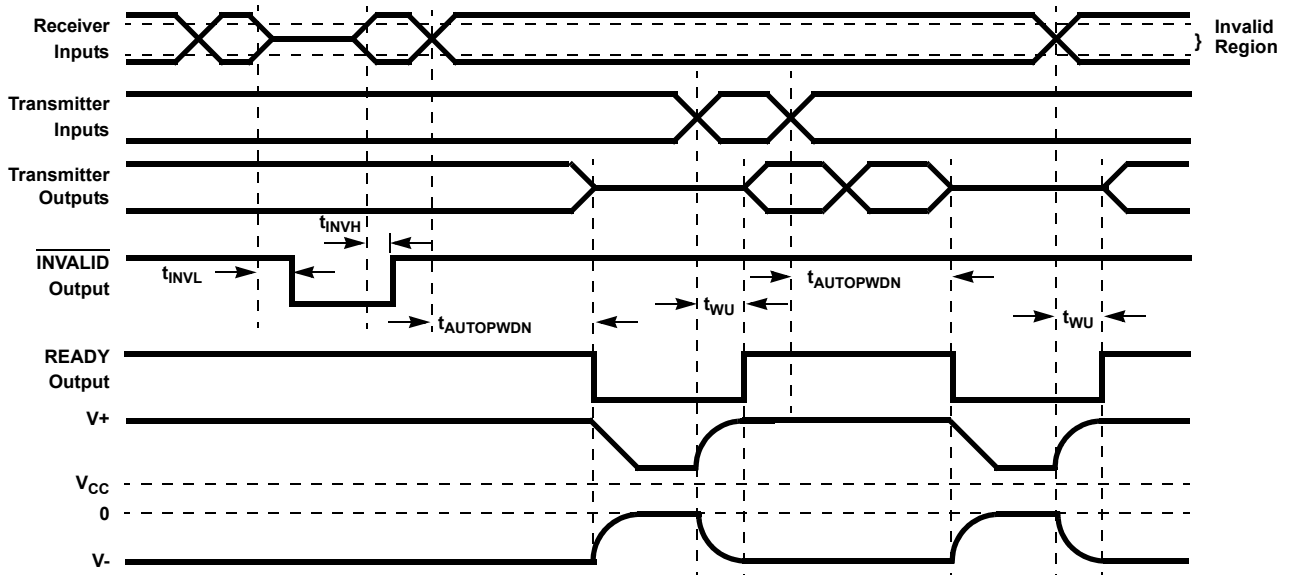 Receiver
Inputs
} Invalid
Region
Transmitter
Inputs
Transmitter
Outputs
tINVH
INVALID
Output
tINVL
tAUTOPWDN
tWU
tAUTOPWDN
tWU
READY
Output
V+
VCC
0
V-